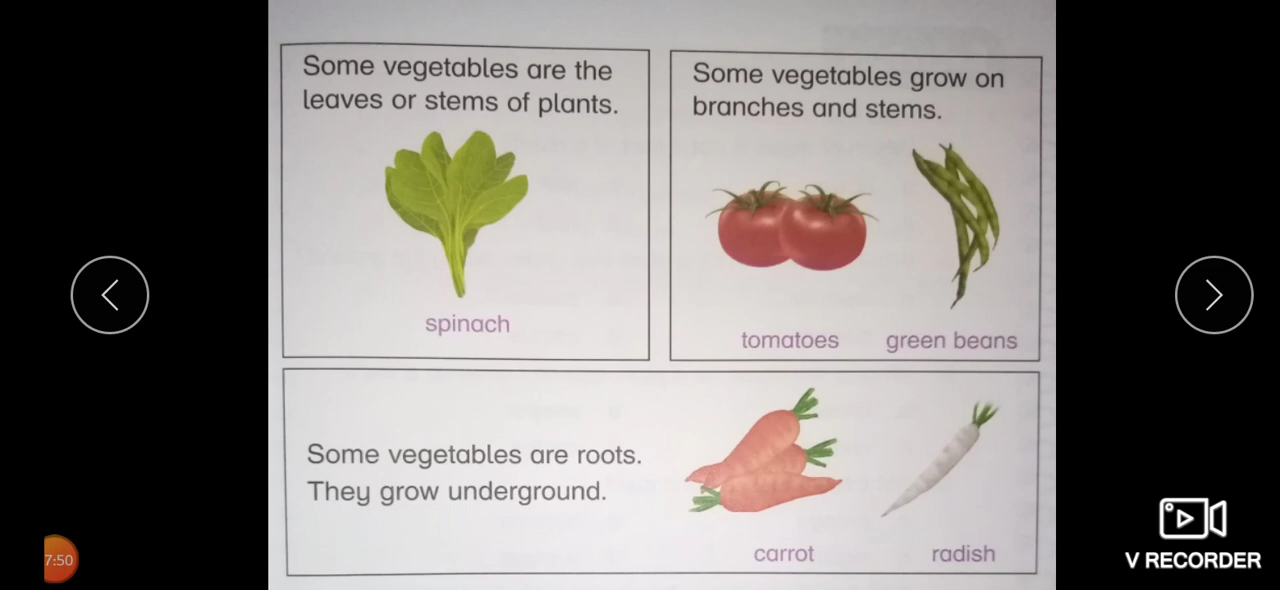 Some vegetables are the
leaves or stems of plants.
spinach
Some vegetables grow on
branches and stems.
tomatoes
green beans
Some vegetables are roots.
They grow underground.
carrot
radish
7:50
V RECORDER